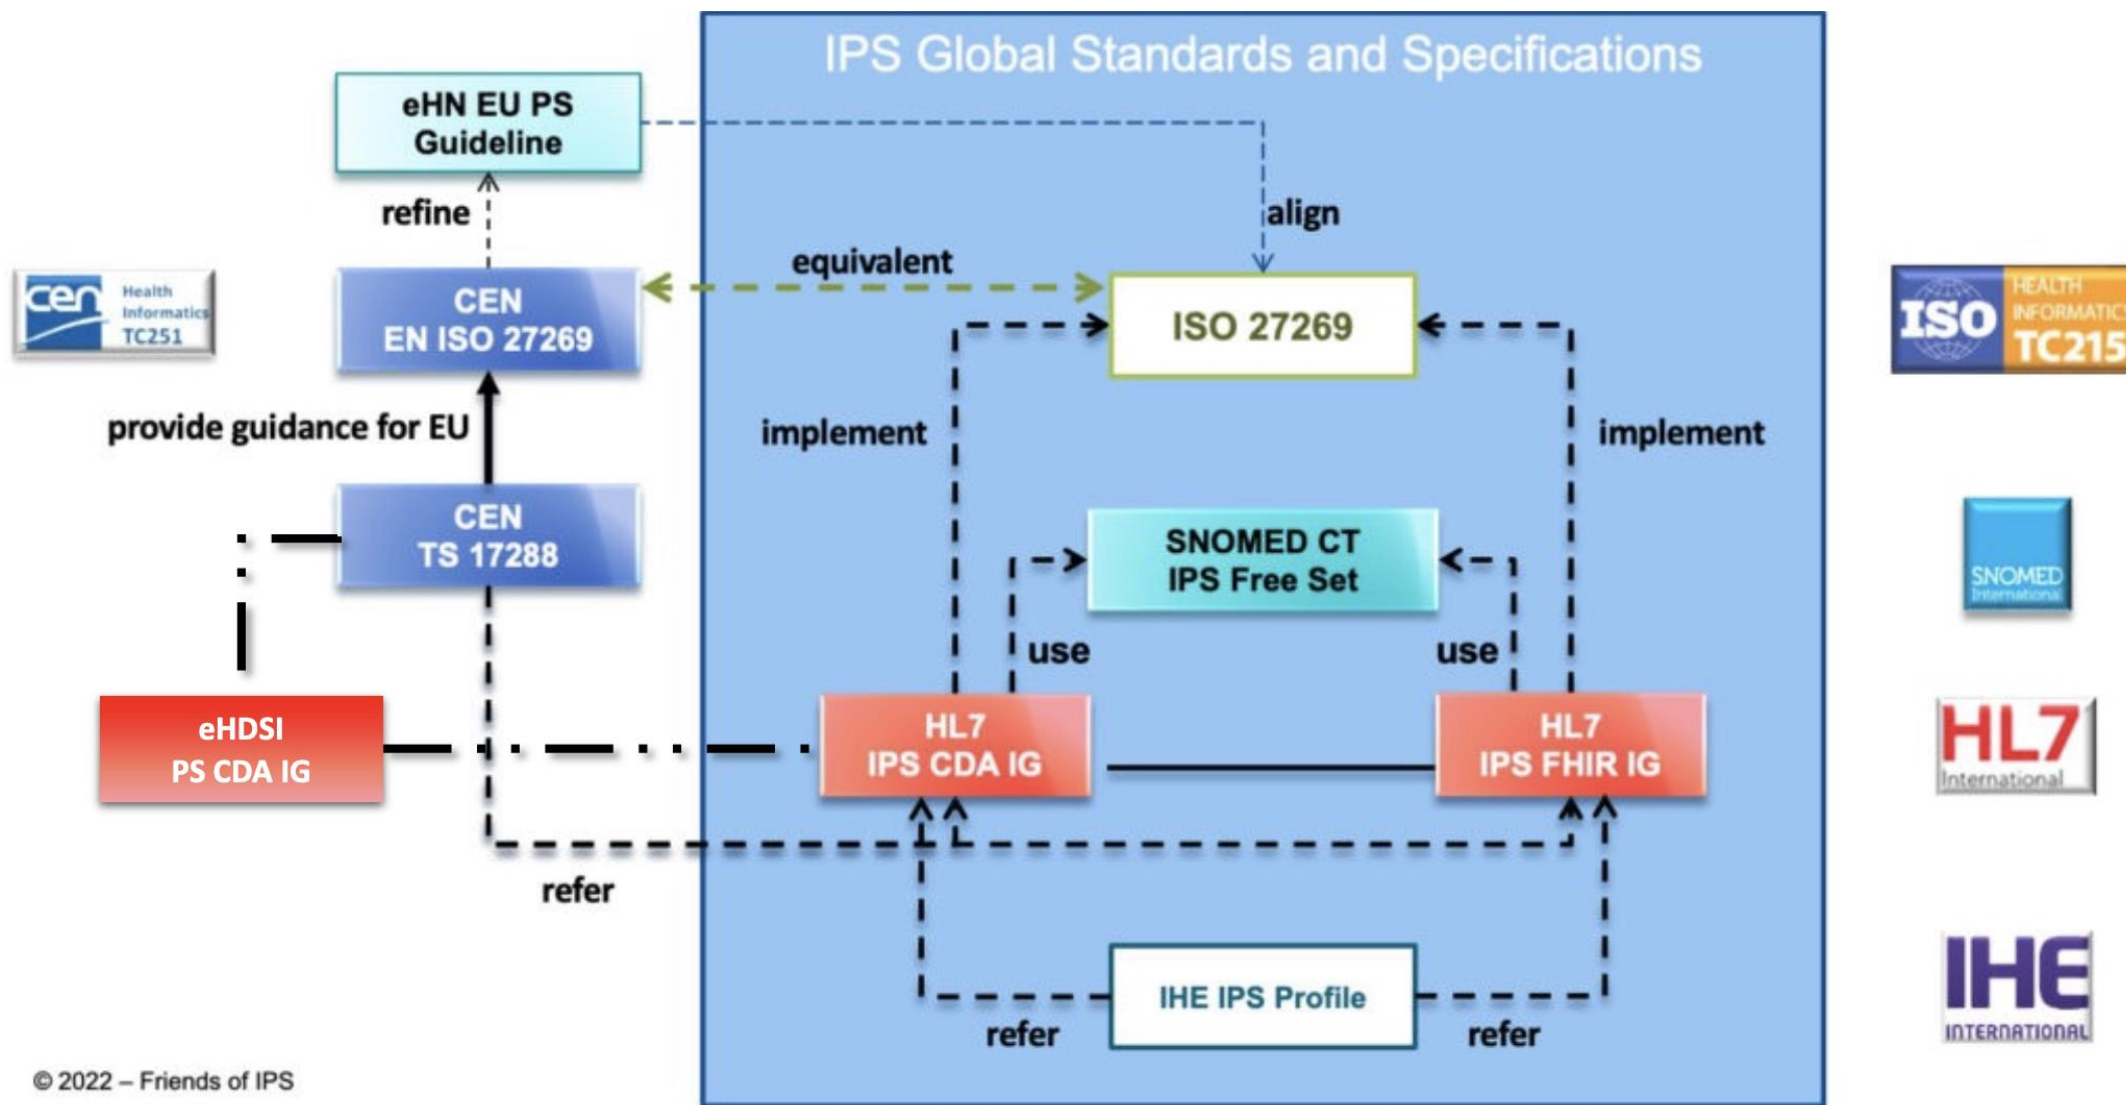 IPS Global Standards and Specifications
eHN EU PS
Guideline
refine
align
equivalent
cen
Health
Informatics
TC251
CEN
EN ISO 27269
ISO 27269
ISO
HEALTH
INFORMATICS
TC215
provide guidance for EU
implement
implement
CEN
TS 17288
SNOMED CT
IPS Free Set
SNOMED
International
use
use
eHDSI
PS CDA IG
HL7
IPS CDA IG
HL7
IPS FHIR IG
HL7
International
refer
IHE IPS Profile
refer
refer
IHE
INTERNATIONAL
© 2022 – Friends of IPS